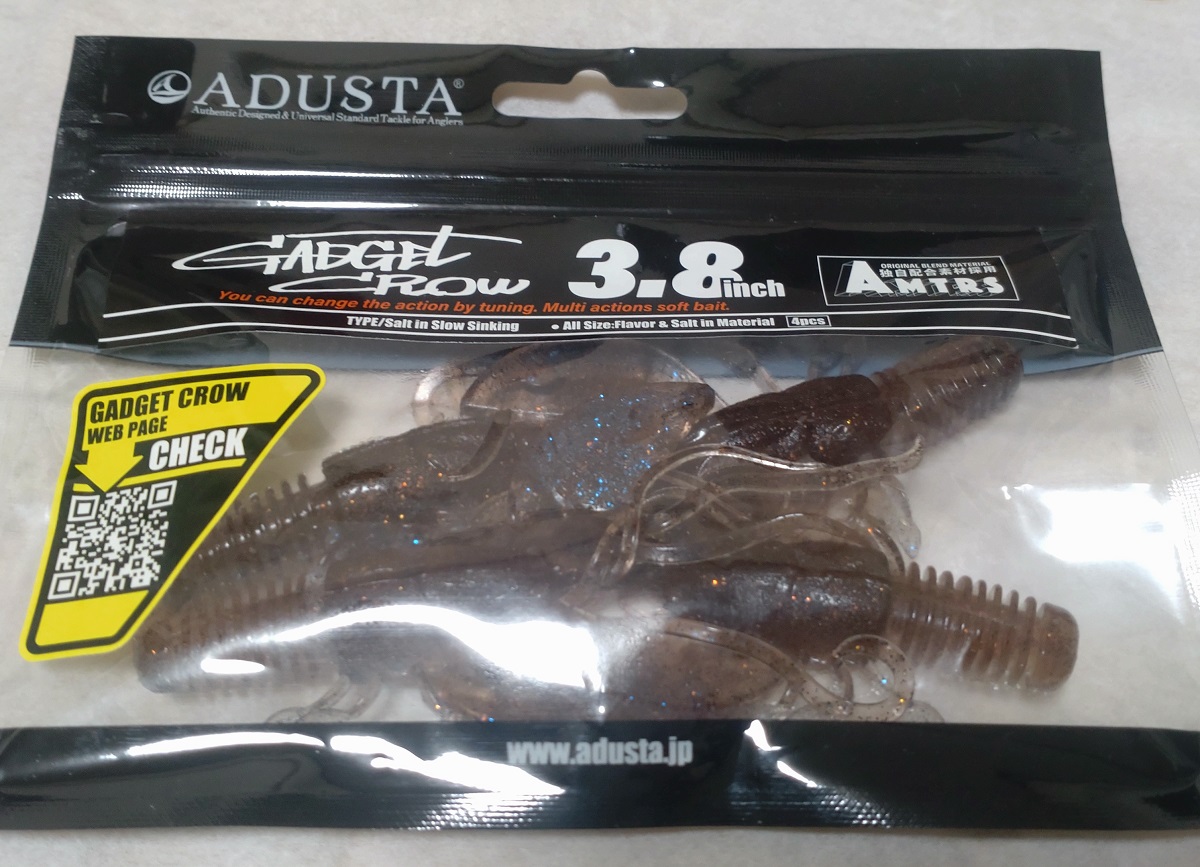 ADUSTA®
Authentic Designed & Universal Standard Tackle for Anglers
GADGET
CROW
3.8inch
You can change the action by tuning. Multi actions soft bait.
ORIGINAL BLEND MATERIAL
独自配合素材採用
AMTRS
TYPE/Salt in Slow Sinking
● All Size:Flavor & Salt in Material
4pcs
GADGET CROW
WEB PAGE
CHECK
www.adusta.jp